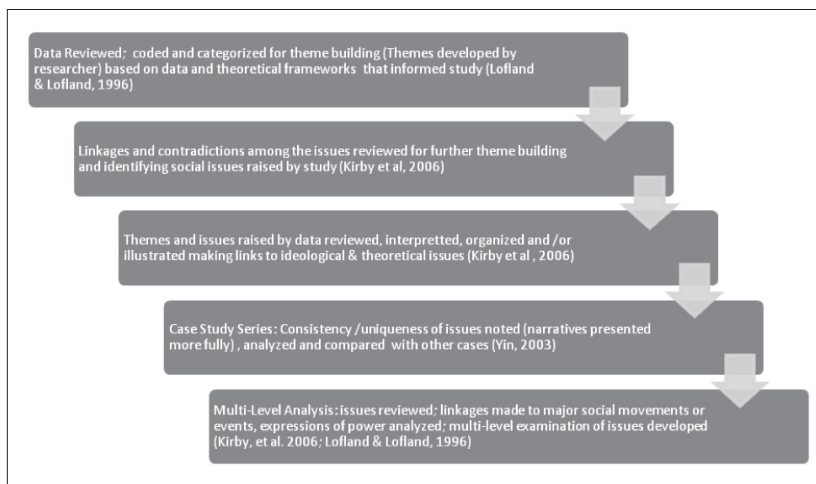 Data Reviewed; coded and categorized for theme building (Themes developed by
researcher) based on data and theoretical frameworks that informed study (Lofland
& Lofland, 1996)
Linkages and contradictions among the issues reviewed for further theme building
and identifying social issues raised by study (Kirby et al, 2006)
Themes and issues raised by data reviewed, interpretted, organized and /or
illustrated making links to ideological & theoretical issues (Kirby et al , 2006)
Case Study Series: Consistency /uniqueness of issues noted (narratives presented
more fully) , analyzed and compared with other cases (Yin, 2003)
Multi-Level Analysis: issues reviewed; linkages made to major social movements or
events, expressions of power analyzed; multi-level examination of issues developed
(Kirby, et al. 2006; Lofland & Lofland, 1996)